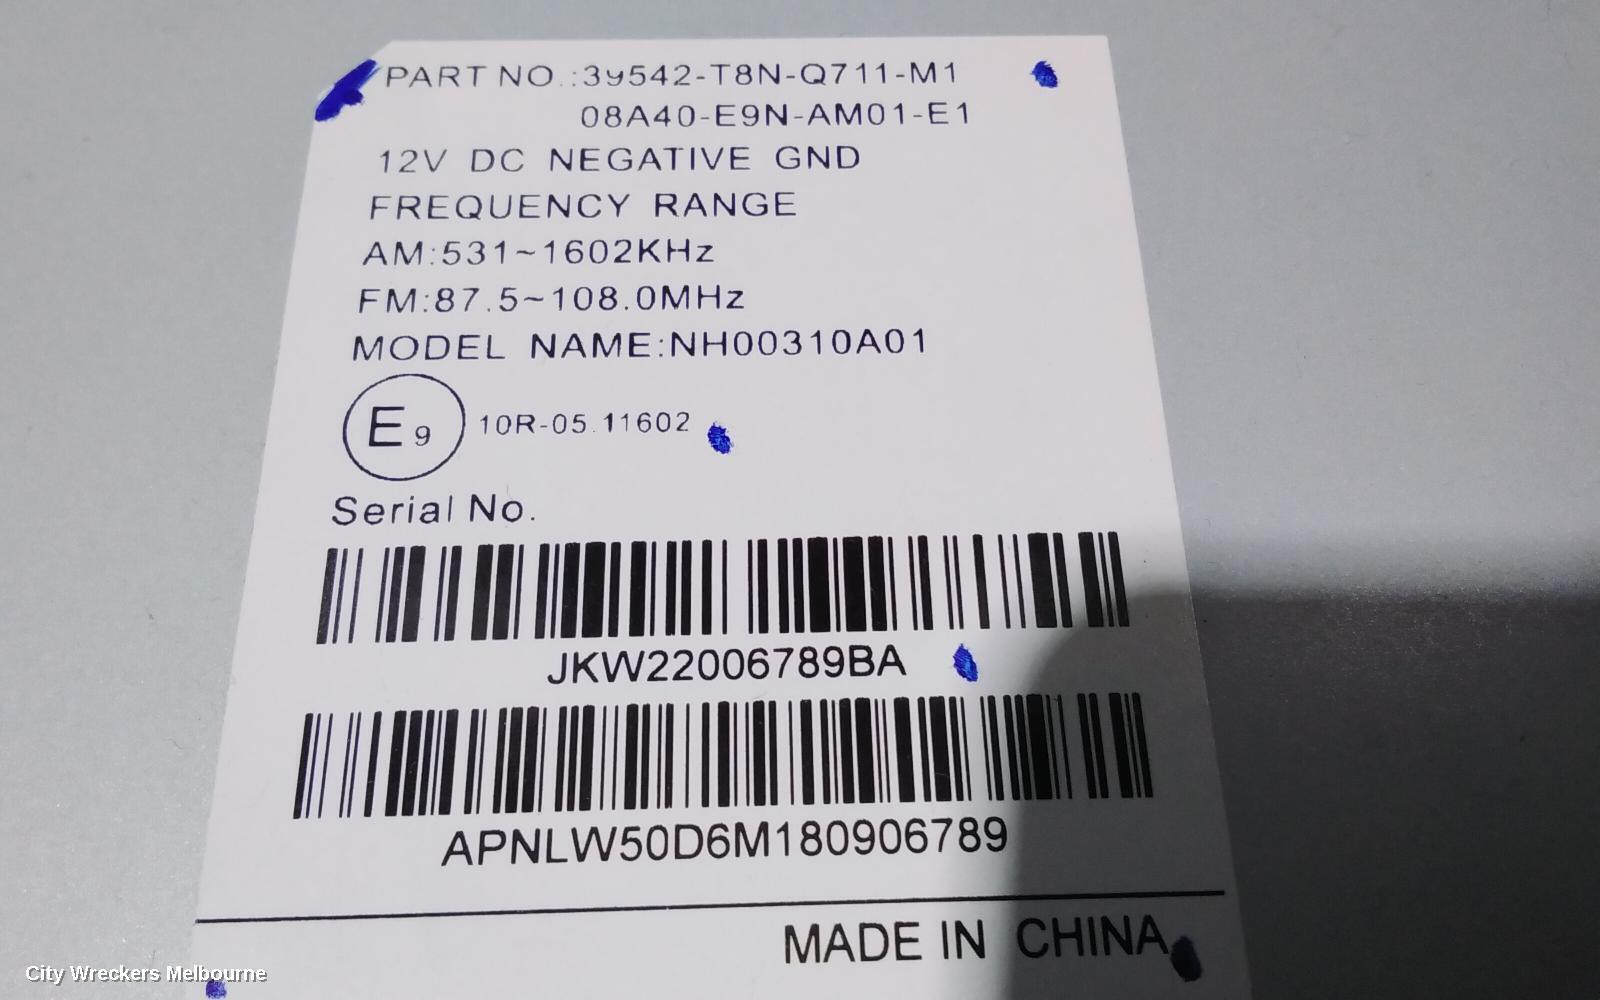 PART NO.:39542-T8N-Q711-M1
08A40-E9N-AM01-E1
12V DC NEGATIVE GND
FREQUENCY RANGE
AM:531~1602KHz
FM:87.5~108.0MHz
MODEL NAME:NH00310A01
E9 10R-05.11602
Serial No.
JKW22006789BA
APNLW50D6M180906789
MADE IN CHINA
City Wreckers Melbourne